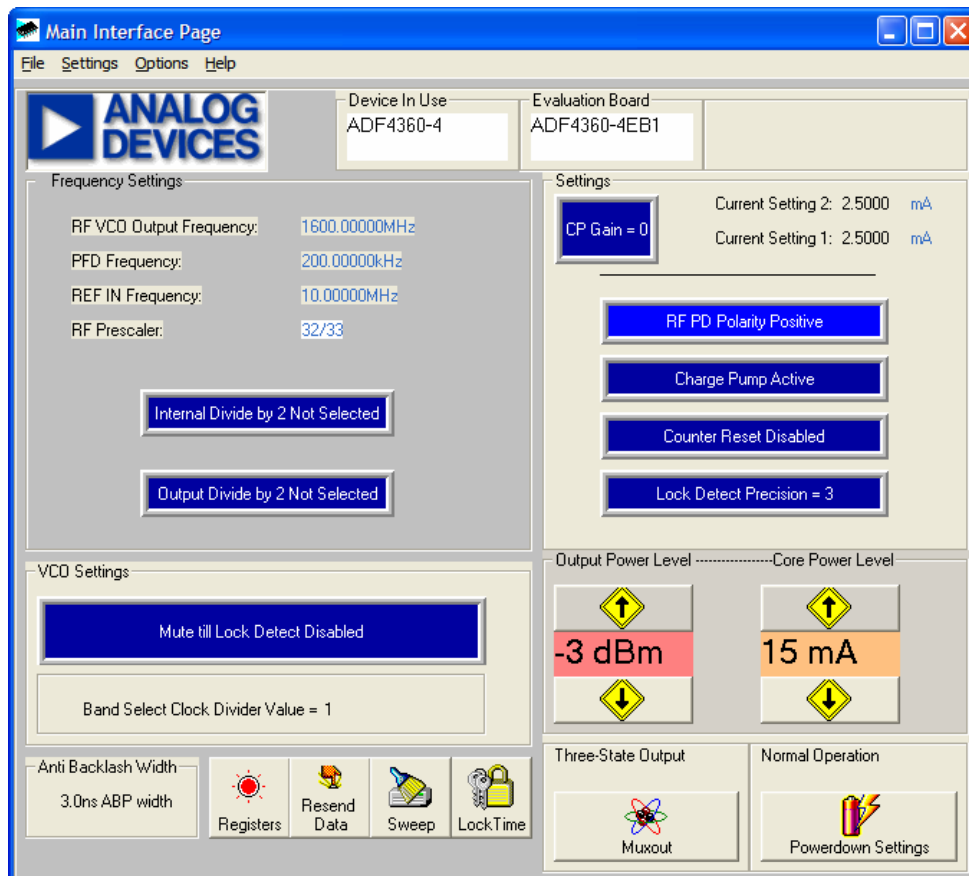 Main Interface Page
File Settings Options Help
ANALOG
DEVICES
Device In Use
ADF4360-4
Evaluation Board
ADF4360-4EB1
Frequency Settings
RF VCO Output Frequency: 1600.00000MHz
PFD Frequency: 200.00000kHz
REF IN Frequency: 10.00000MHz
RF Prescaler: 32/33
Internal Divide by 2 Not Selected
Output Divide by 2 Not Selected
Settings
CP Gain = 0
Current Setting 2: 2.5000 mA
Current Setting 1: 2.5000 mA
RF PD Polarity Positive
Charge Pump Active
Counter Reset Disabled
Lock Detect Precision = 3
VCO Settings
Mute till Lock Detect Disabled
Band Select Clock Divider Value = 1
Output Power Level -----------------Core Power Level
-3 dBm
15 mA
Anti Backlash Width
3.0ns ABP width
Registers
Resend
Data
Sweep
LockTime
Three-State Output
Muxout
Normal Operation
Powerdown Settings